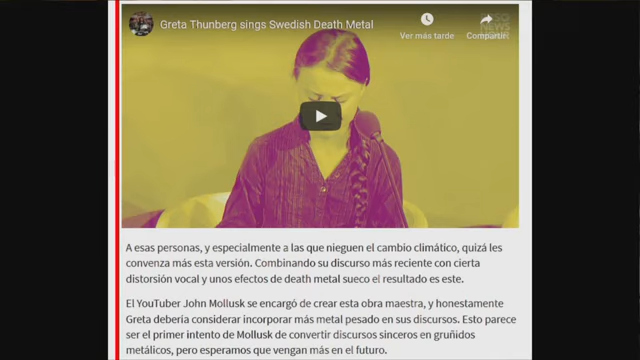 Greta Thunberg sings Swedish Death Metal
Ver más tarde
Compartir
NEWS
A esas personas, y especialmente a las que nieguen el cambio climático, quizá les
convenza más esta versión. Combinando su discurso más reciente con cierta
distorsión vocal y unos efectos de death metal sueco el resultado es este.
El YouTuber John Mollusk se encargó de crear esta obra maestra, y honestamente
Greta debería considerar incorporar más metal pesado en sus discursos. Esto parece
ser el primer intento de Mollusk de convertir discursos sinceros en gruñidos
metálicos, pero esperamos que vengan más en el futuro.